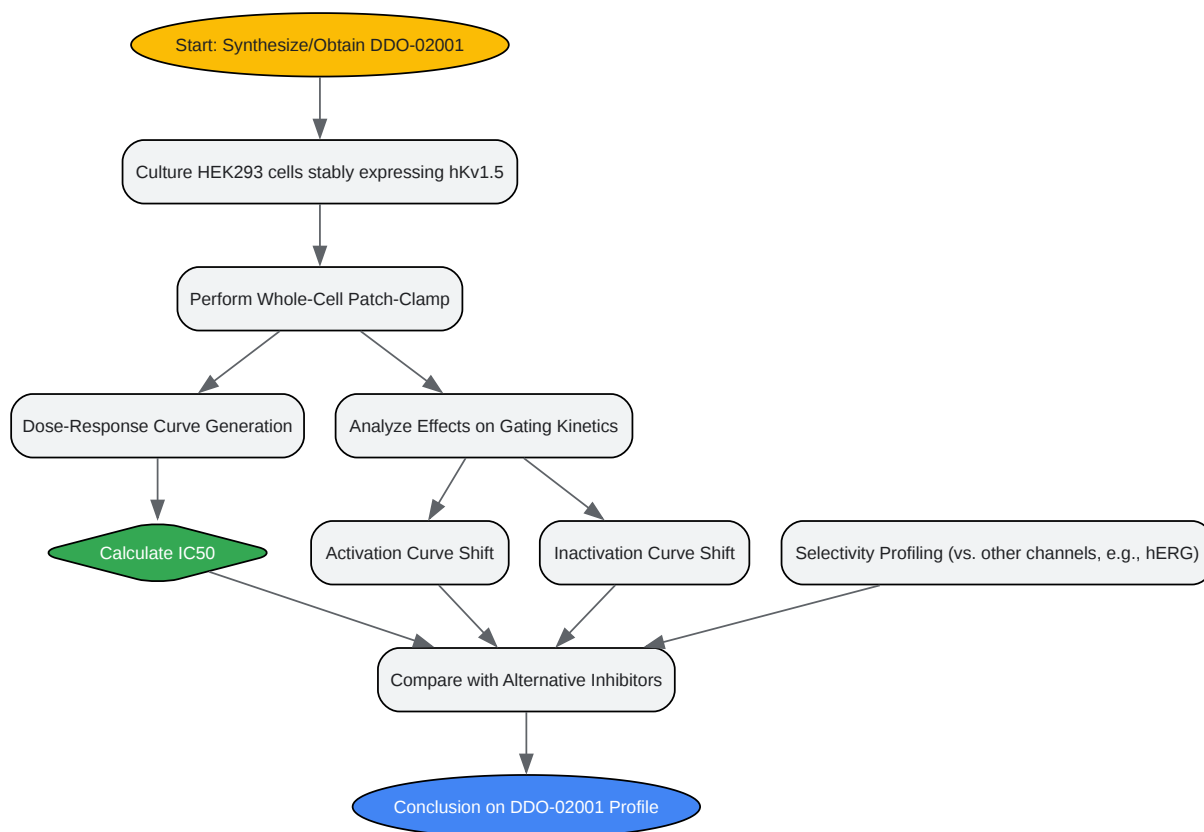 Start: Synthesize/Obtain DDO-02001
Culture HEK293 cells stably expressing hKv1.5
Perform Whole-Cell Patch-Clamp
Dose-Response Curve Generation
Analyze Effects on Gating Kinetics
Calculate IC50
Activation Curve Shift
Inactivation Curve Shift
Selectivity Profiling (vs. other channels, e.g., hERG)
Compare with Alternative Inhibitors
Conclusion on DDO-02001 Profile